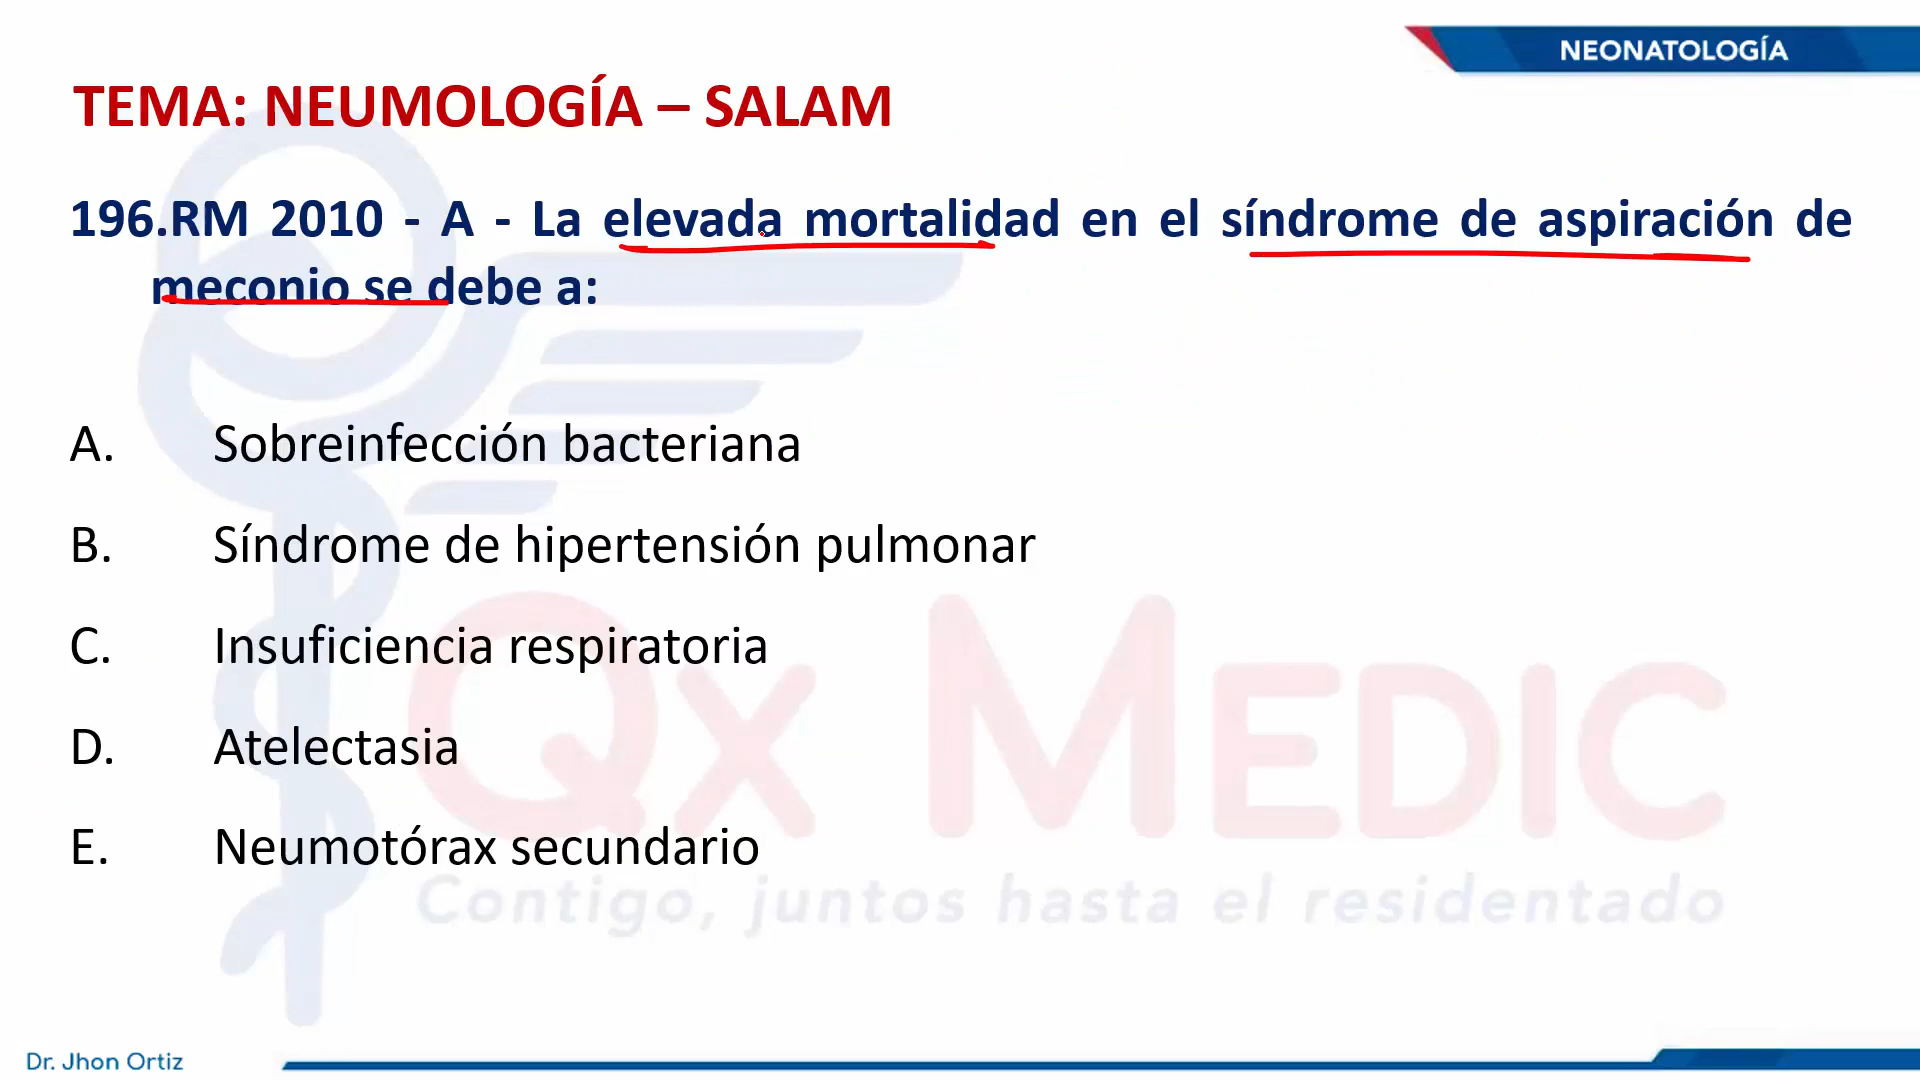 NEONATOLOGÍA
TEMA: NEUMOLOGÍA – SALAM
196.RM 2010 - A - La elevada mortalidad en el síndrome de aspiración de
meconio se debe a:
A. Sobreinfección bacteriana
B. Síndrome de hipertensión pulmonar
C. Insuficiencia respiratoria
D. Atelectasia
E. Neumotórax secundario
QX MEDIC
Contigo, juntos hasta el residentado
Dr. Jhon Ortiz